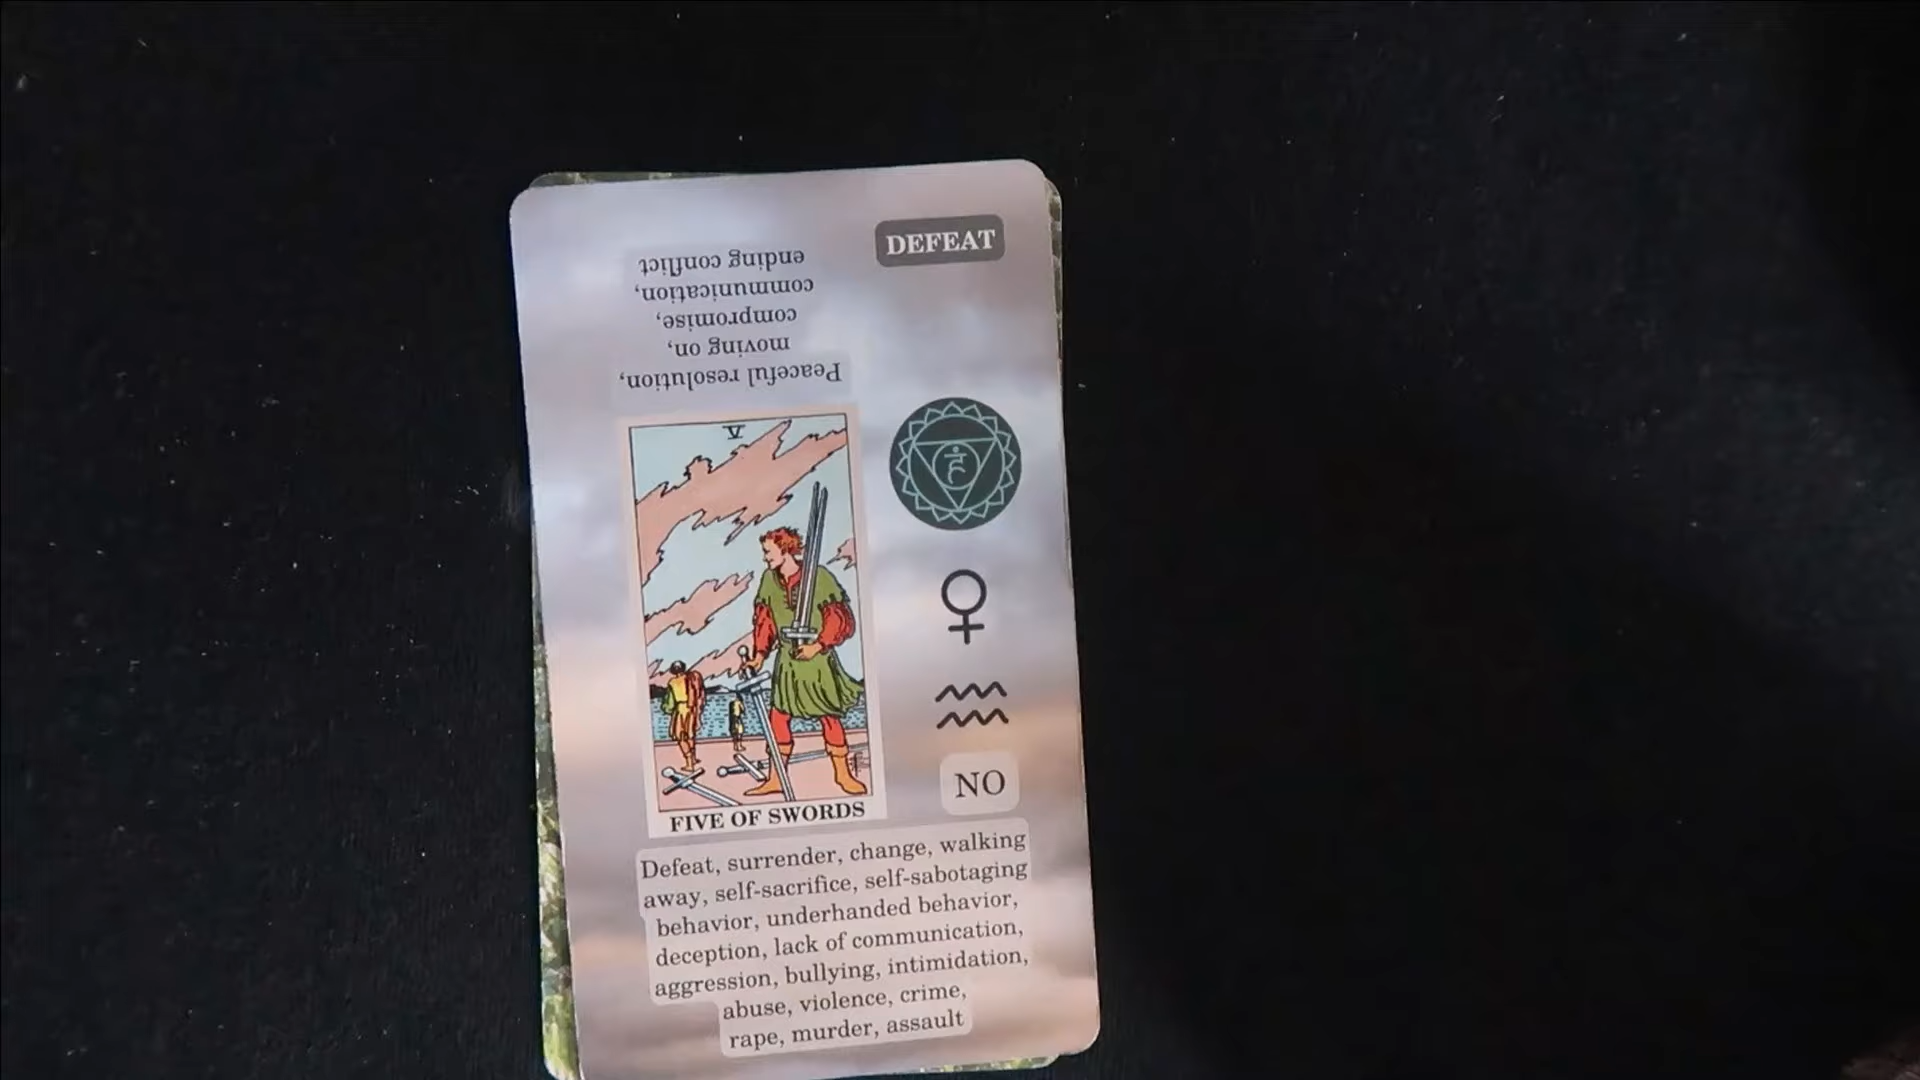 DEFEAT
Peaceful resolution,
moving on,
compromise,
communication,
ending conflict
V
हं
NO
FIVE OF SWORDS
Defeat, surrender, change, walking
away, self-sacrifice, self-sabotaging
behavior, underhanded behavior,
deception, lack of communication,
aggression, bullying, intimidation,
abuse, violence, crime,
rape, murder, assault